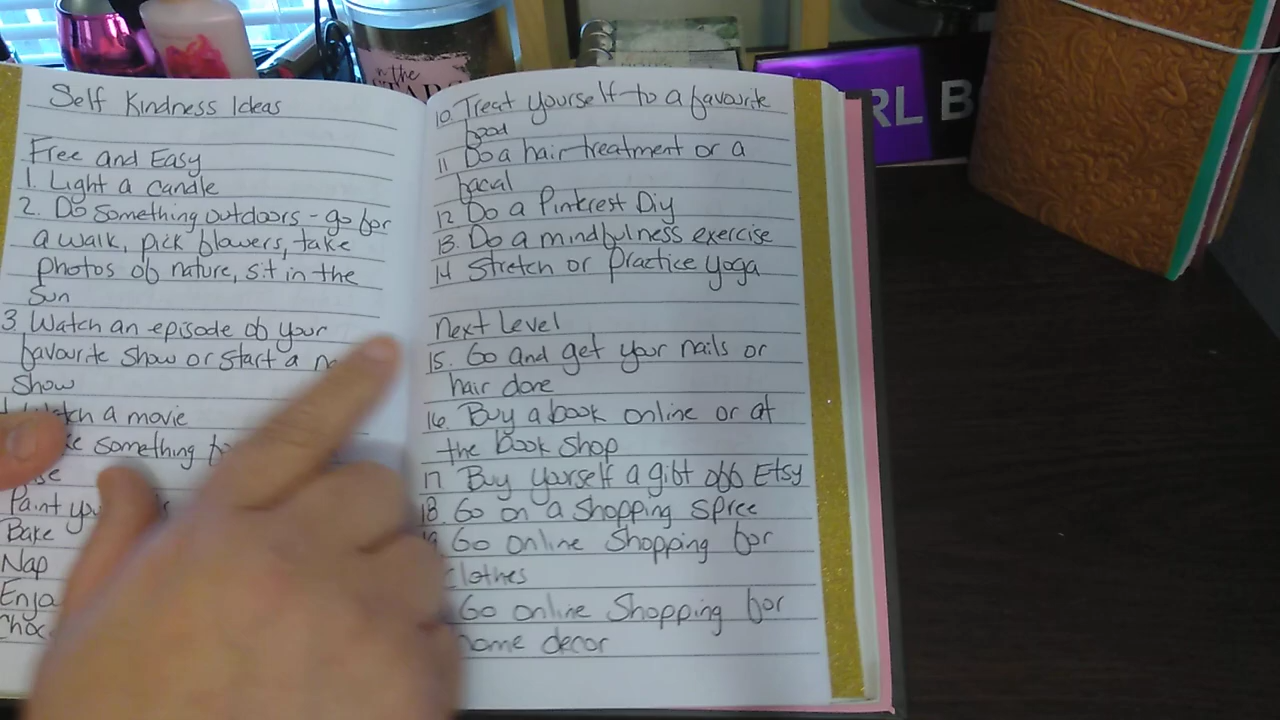 Self Kindness Ideas
Free and Easy
1. Light a candle
2. Do something outdoors - go for
a walk, pick flowers, take
photos of nature, sit in the
Sun
3. Watch an episode of your
favourite show or start a
Show
a movie
something
Paint
Bake
Nap
10. Treat yourself to a favourite
food
11 Do a hair treatment or a
facial
12 Do a Pinterest Diy
13. Do a mindfulness exercise
14 Stretch or practice yoga
next Level
15. Go and get your nails or
hair done
16. Buy a book online or at
the book shop
17 Buy yourself a gift off Etsy
18. Go on a shopping spree
Go online shopping for
clothes
Go online shopping for
home decor
in the
RL B